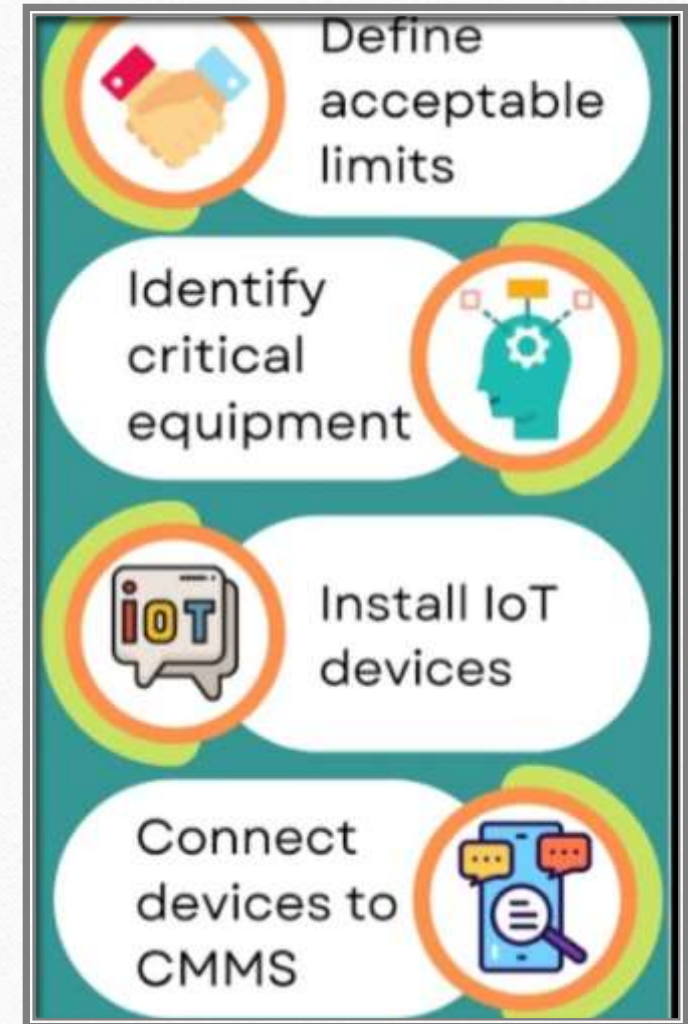 Define
acceptable
limits
Identify
critical
equipment
IoT
Install IoT
devices
Connect
devices to
CMMS